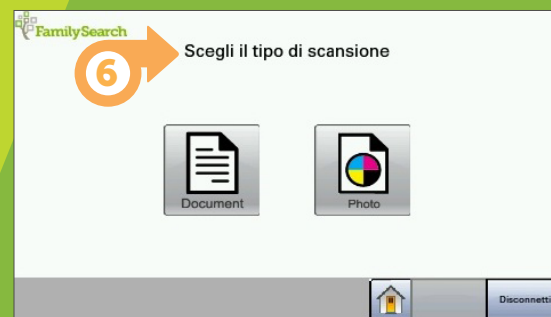 FamilySearch
6
Scegli il tipo di scansione
Document
Photo
Disconnetti